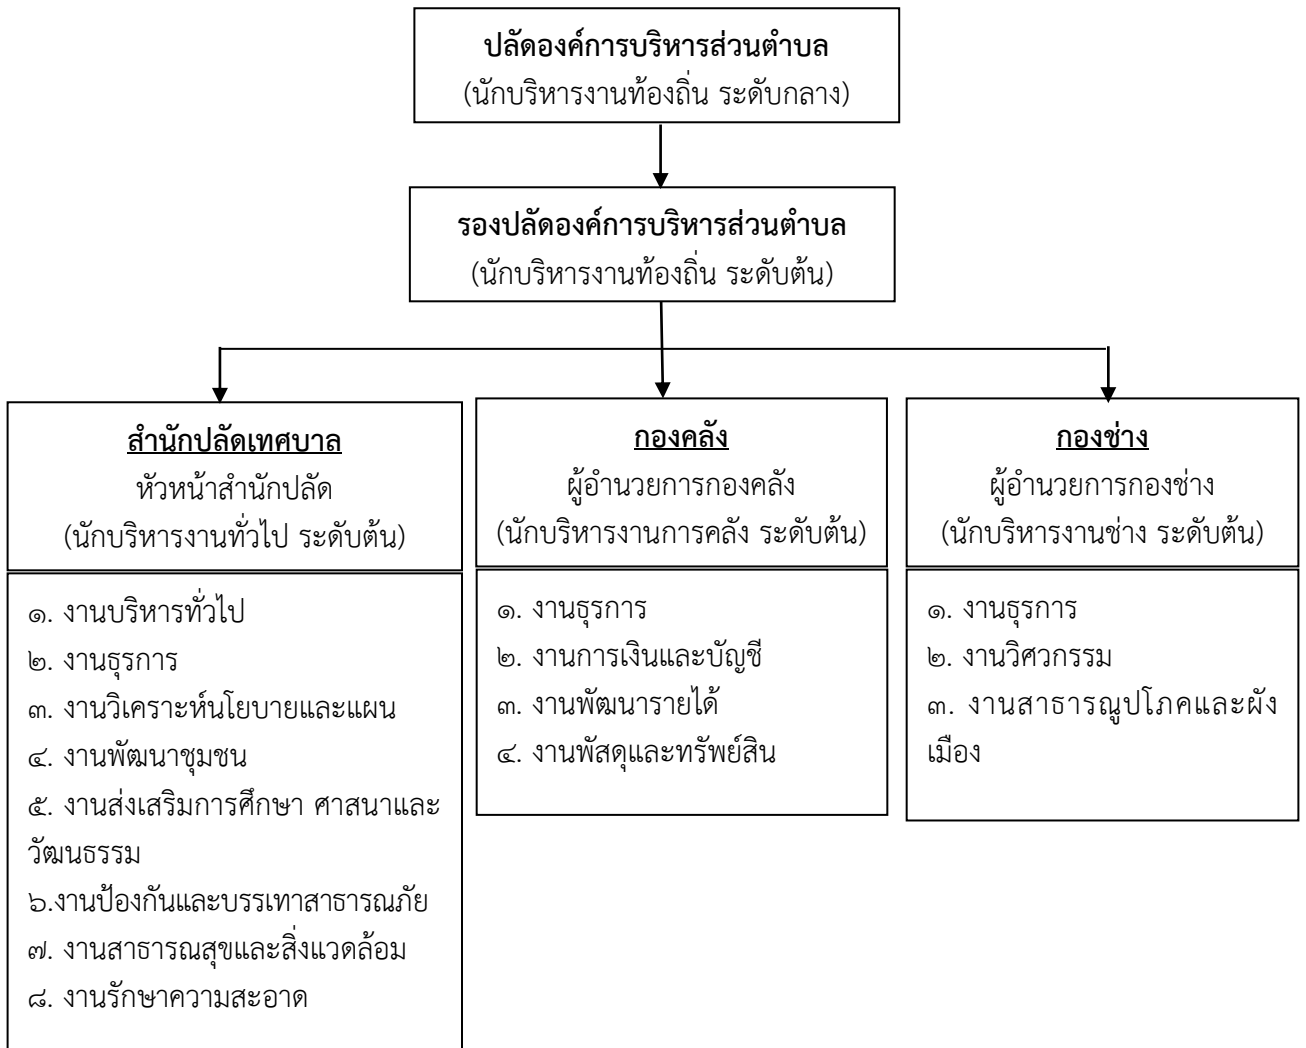 ปลัดองค์การบริหารส่วนตำบล
(นักบริหารงานท้องถิ่น ระดับกลาง)
รองปลัดองค์การบริหารส่วนตำบล
(นักบริหารงานท้องถิ่น ระดับต้น)
สำนักปลัดเทศบาล
หัวหน้าสำนักปลัด
(นักบริหารงานทั่วไป ระดับต้น)
๑. งานบริหารทั่วไป
๒. งานธุรการ
๓. งานวิเคราะห์นโยบายและแผน
๔. งานพัฒนาชุมชน
๕. งานส่งเสริมการศึกษา ศาสนาและ
วัฒนธรรม
๖.งานป้องกันและบรรเทาสาธารณภัย
๗. งานสาธารณสุขและสิ่งแวดล้อม
๘. งานรักษาความสะอาด
กองคลัง
ผู้อำนวยการกองคลัง
(นักบริหารงานการคลัง ระดับต้น)
๑. งานธุรการ
๒. งานการเงินและบัญชี
๓. งานพัฒนารายได้
๔. งานพัสดุและทรัพย์สิน
กองช่าง
ผู้อำนวยการกองช่าง
(นักบริหารงานช่าง ระดับต้น)
๑. งานธุรการ
๒. งานวิศวกรรม
๓. งานสาธารณูปโภคและผัง
เมือง